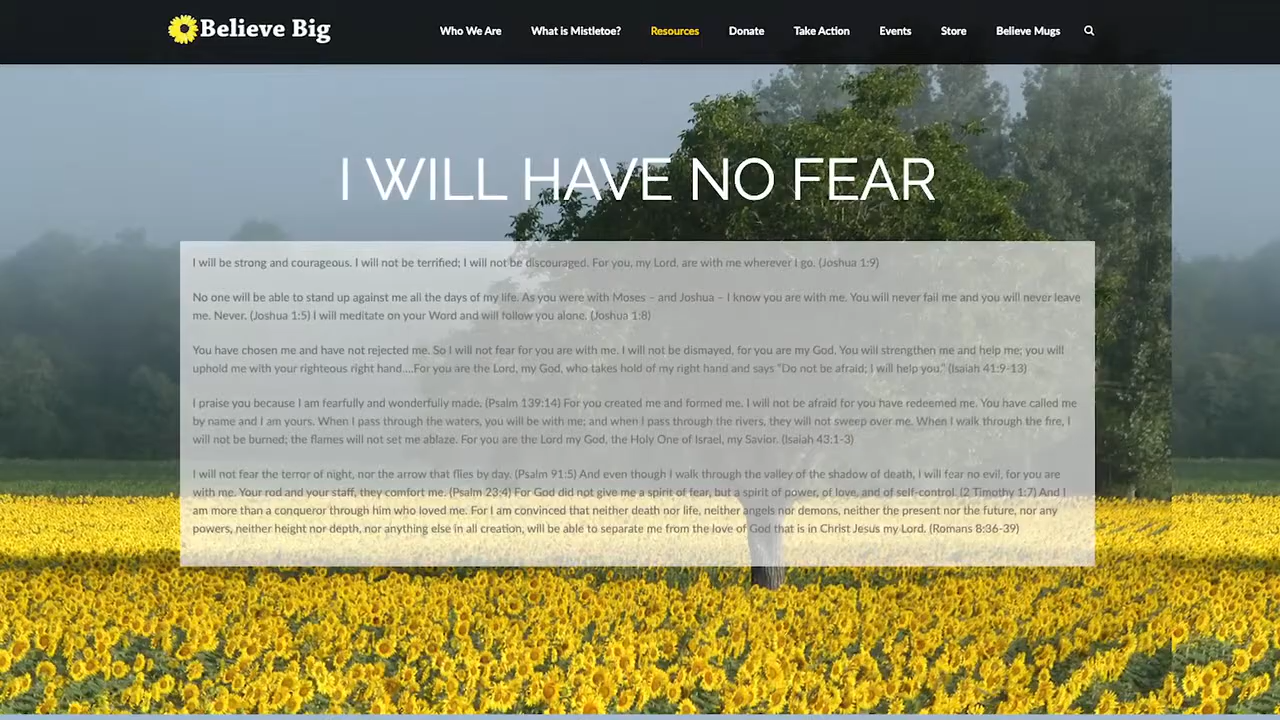 Believe Big
Who We Are What is Mistletoe? Resources Donate Take Action Events Store Believe Mugs
I WILL HAVE NO FEAR
I will be strong and courageous. I will not be terrified; I will not be discouraged. For you, my Lord, are with me wherever I go. (Joshua 1:9)
No one will be able to stand up against me all the days of my life. As you were with Moses – and Joshua – I know you are with me. You will never fail me and you will never leave
me. Never. (Joshua 1:5) I will meditate on your Word and will follow you alone. (Joshua 1:8)
You have chosen me and have not rejected me. So I will not fear for you are with me. I will not be dismayed, for you are my God. You will strengthen me and help me; you will
uphold me with your righteous right hand....For you are the Lord, my God, who takes hold of my right hand and says “Do not be afraid; I will help you.” (Isaiah 41:9-13)
I praise you because I am fearfully and wonderfully made. (Psalm 139:14) For you created me and formed me. I will not be afraid for you have redeemed me. You have called me
by name and I am yours. When I pass through the waters, you will be with me; and when I pass through the rivers, they will not sweep over me. When I walk through the fire, I
will not be burned; the flames will not set me ablaze. For you are the Lord my God, the Holy One of Israel, my Savior. (Isaiah 43:1-3)
I will not fear the terror of night, nor the arrow that flies by day. (Psalm 91:5) And even though I walk through the valley of the shadow of death, I will fear no evil, for you are
with me. Your rod and your staff, they comfort me. (Psalm 23:4) For God did not give me a spirit of fear, but a spirit of power, of love, and of self-control. (2 Timothy 1:7) And I
am more than a conqueror through him who loved me. For I am convinced that neither death nor life, neither angels nor demons, neither the present nor the future, nor any
powers, neither height nor depth, nor anything else in all creation, will be able to separate me from the love of God that is in Christ Jesus my Lord. (Romans 8:36-39)